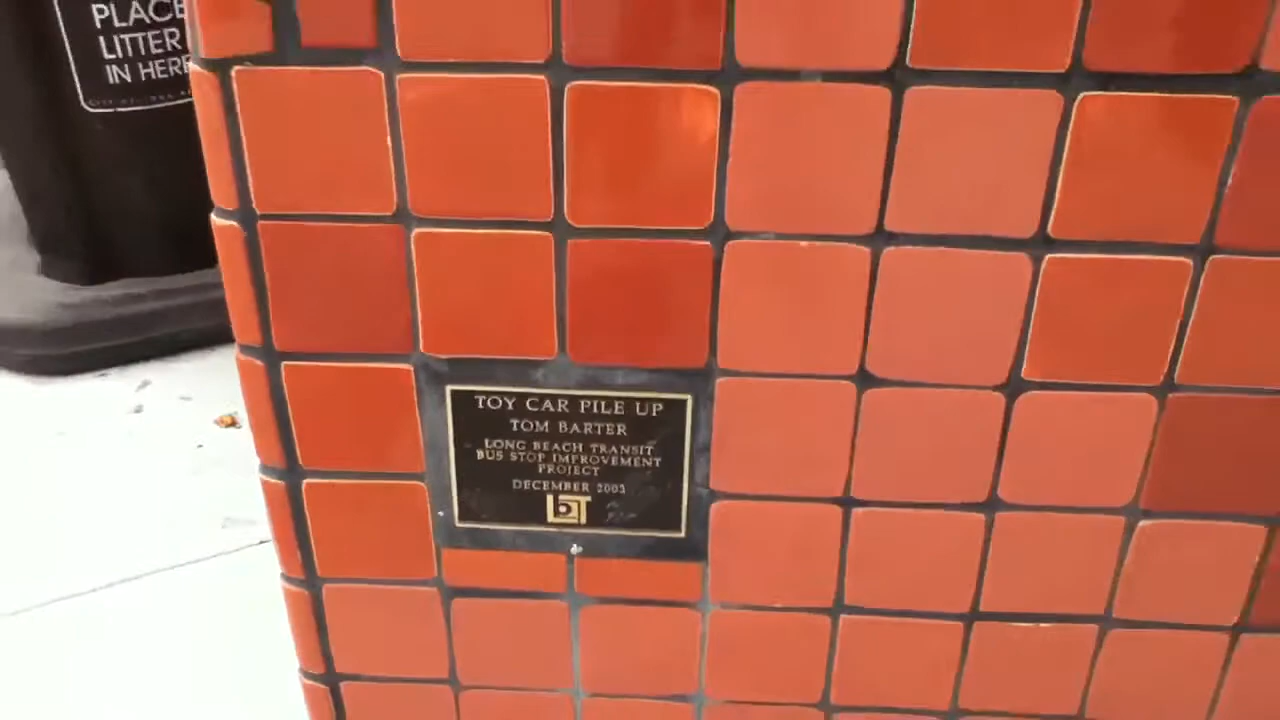 PLACE
LITTER
IN HERE
TOY CAR PILE UP
TOM BARTER
LONG BEACH TRANSIT
BUS STOP IMPROVEMENT
PROJECT
DECEMBER 2003
LBT